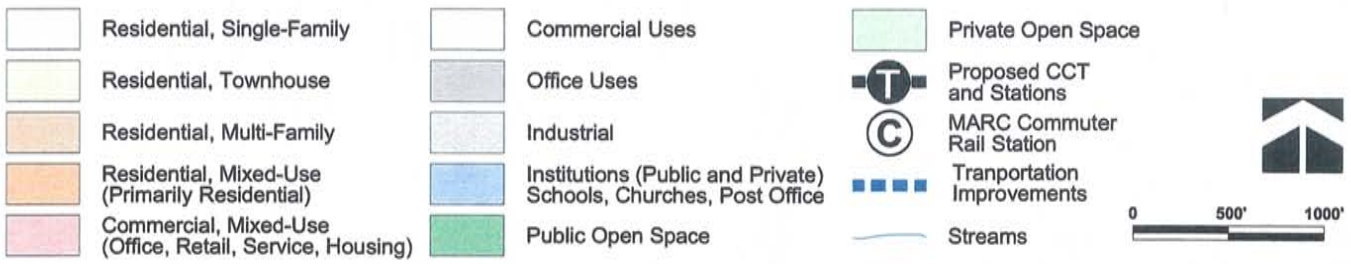 Residential, Single-Family
Residential, Townhouse
Residential, Multi-Family
Residential, Mixed-Use
(Primarily Residential)
Commercial, Mixed-Use
(Office, Retail, Service, Housing)
Commercial Uses
Office Uses
Industrial
Institutions (Public and Private)
Schools, Churches, Post Office
Public Open Space
Private Open Space
T
Proposed CCT
and Stations
C
MARC Commuter
Rail Station
Tranportation
Improvements
Streams
0 500' 1000'